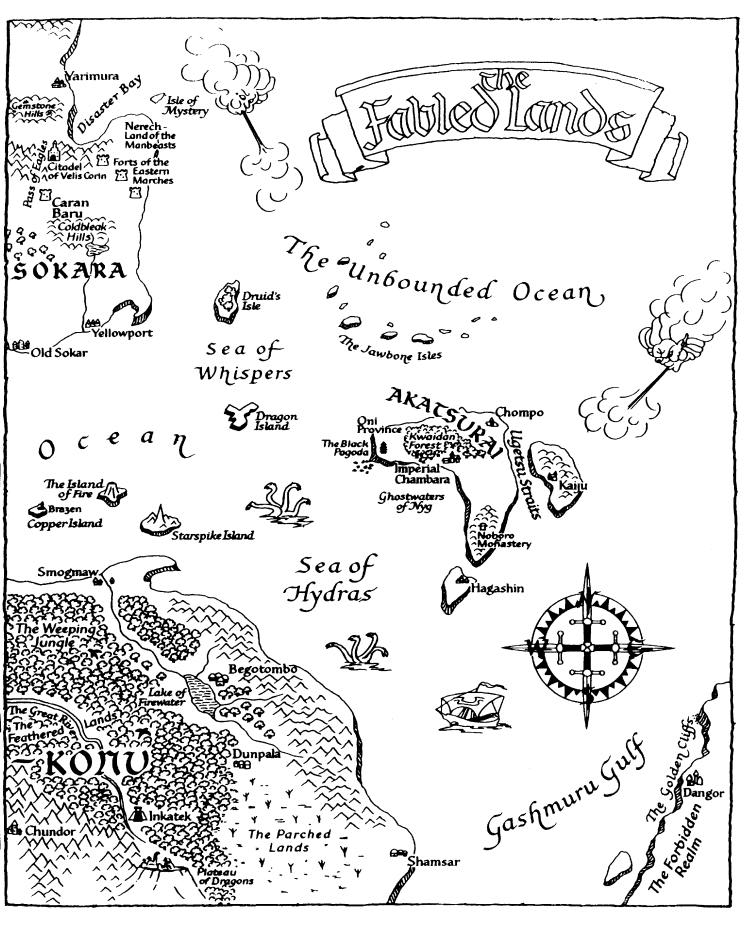 The
Fabled Lands
Yarimura
Disaster Bay
Isle of
Mystery
Gemstone
Hills
Nerech-
Land of the
Manbeasts
Pass of Eagles
Citadel
of Velis Corin
Forts of the
Eastern
Marches
Caran
Baru
Coldbleak
Hills
SOKARA
Yellowport
Old Sokar
The Unbounded Ocean
Druid's
Isle
The Jawbone Isles
Sea of
Whispers
Dragon
Island
Ocean
AKATSURAI
Chompo
Oni
Province
Kwaidan
Forest
The Black
Pagoda
Imperial
Chambara
Ghostwaters
of Nyg
Ugetsu Straits
Kaiju
Noboro
Monastery
Hagashin
The Island
of Fire
Brazen
Copper Island
Starspike Island
Sea of
Hydras
Smogmaw
The Weeping
Jungle
Begotombo
Lake of
Firewater
The Great River
The
Feathered Lands
KONU
Dunpala
Inkatek
Chundor
The Parched
Lands
Plateau
of Dragons
Shamsar
Gashmuru Gulf
The Golden Cliffs
Dangor
The Forbidden
Realm